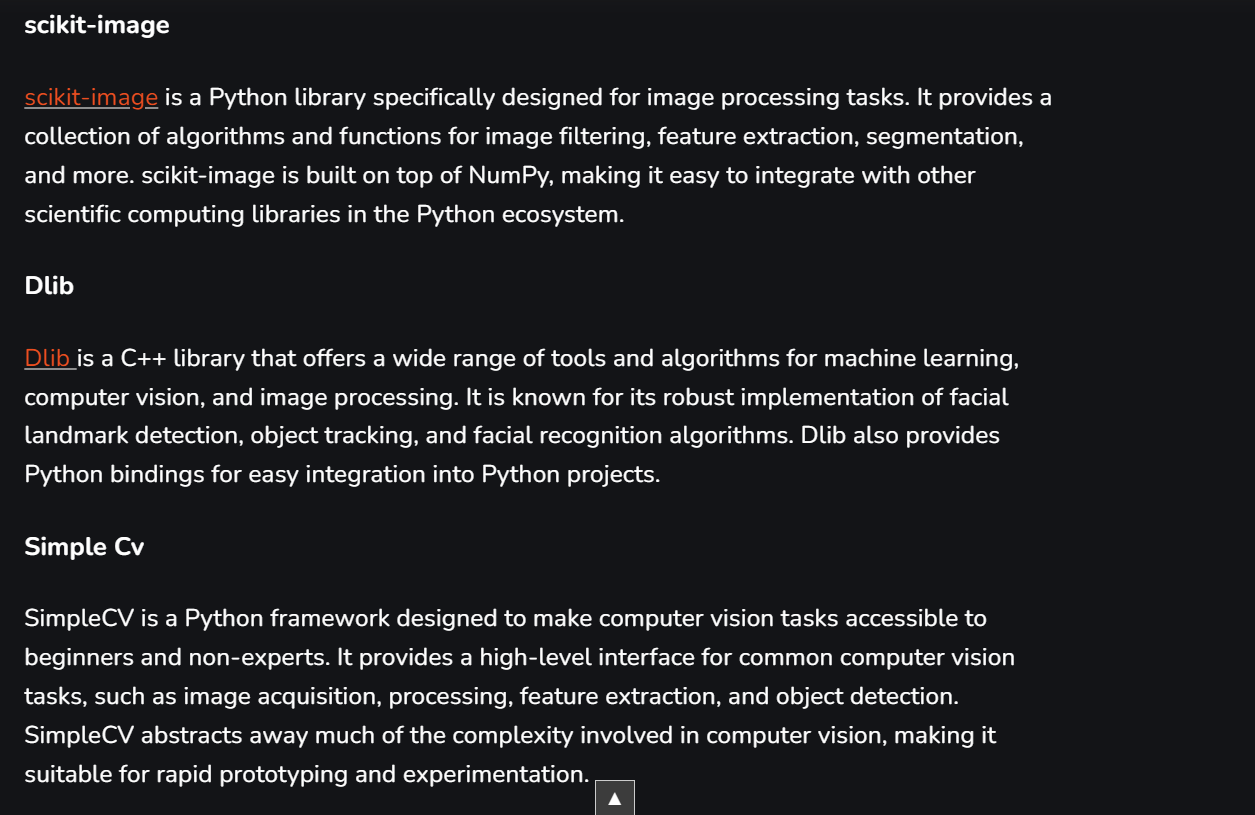 scikit-image
scikit-image is a Python library specifically designed for image processing tasks. It provides a
collection of algorithms and functions for image filtering, feature extraction, segmentation,
and more. scikit-image is built on top of NumPy, making it easy to integrate with other
scientific computing libraries in the Python ecosystem.
Dlib
Dlib is a C++ library that offers a wide range of tools and algorithms for machine learning,
computer vision, and image processing. It is known for its robust implementation of facial
landmark detection, object tracking, and facial recognition algorithms. Dlib also provides
Python bindings for easy integration into Python projects.
Simple Cv
SimpleCV is a Python framework designed to make computer vision tasks accessible to
beginners and non-experts. It provides a high-level interface for common computer vision
tasks, such as image acquisition, processing, feature extraction, and object detection.
SimpleCV abstracts away much of the complexity involved in computer vision, making it
suitable for rapid prototyping and experimentation.